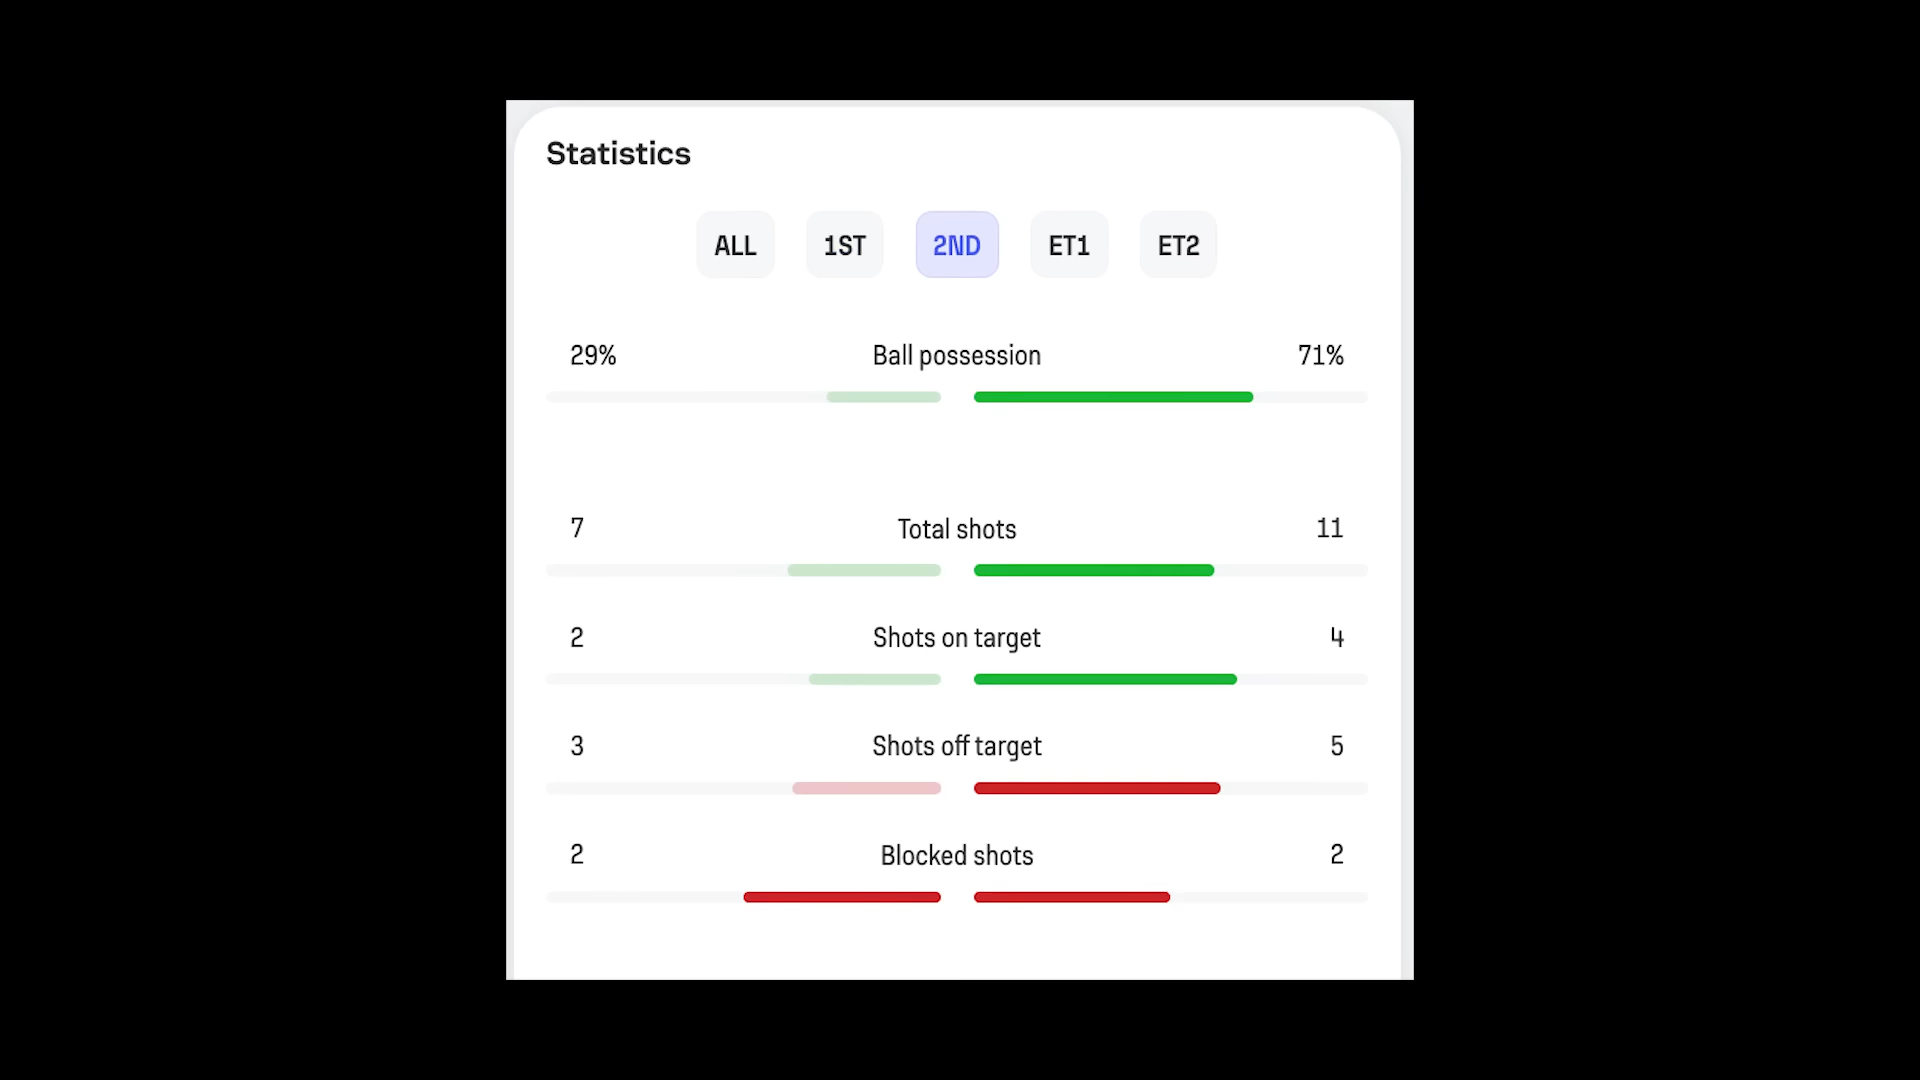 Statistics
ALL 1ST 2ND ET1 ET2
29% Ball possession 71%
7 Total shots 11
2 Shots on target 4
3 Shots off target 5
2 Blocked shots 2